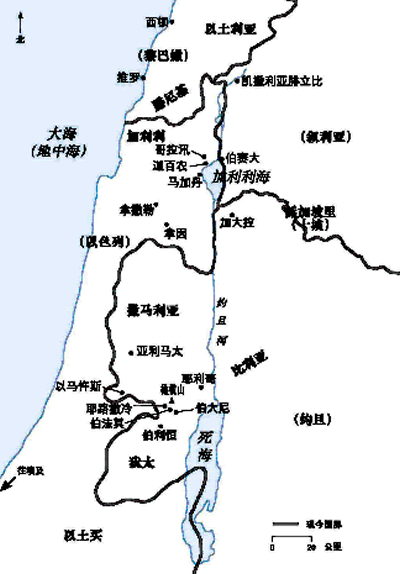 西顿
以土利亚
北
(黎巴嫩)
推罗
凯撒利亚腓立比
腓尼基
大海
(地中海)
加利利
(叙利亚)
哥拉汛
迦百农
伯赛大
马加丹
加利利海
拿撒勒
低加坡里
(十城)
加大拉
拿因
(以色列)
约旦河
撒马利亚
亚利马太
比利亚
以马忤斯
橄榄山
耶利哥
耶路撒冷
伯大尼
伯法其
伯利恒
(约旦)
死海
犹太
往埃及
以土买
现今国界
0 20
公里